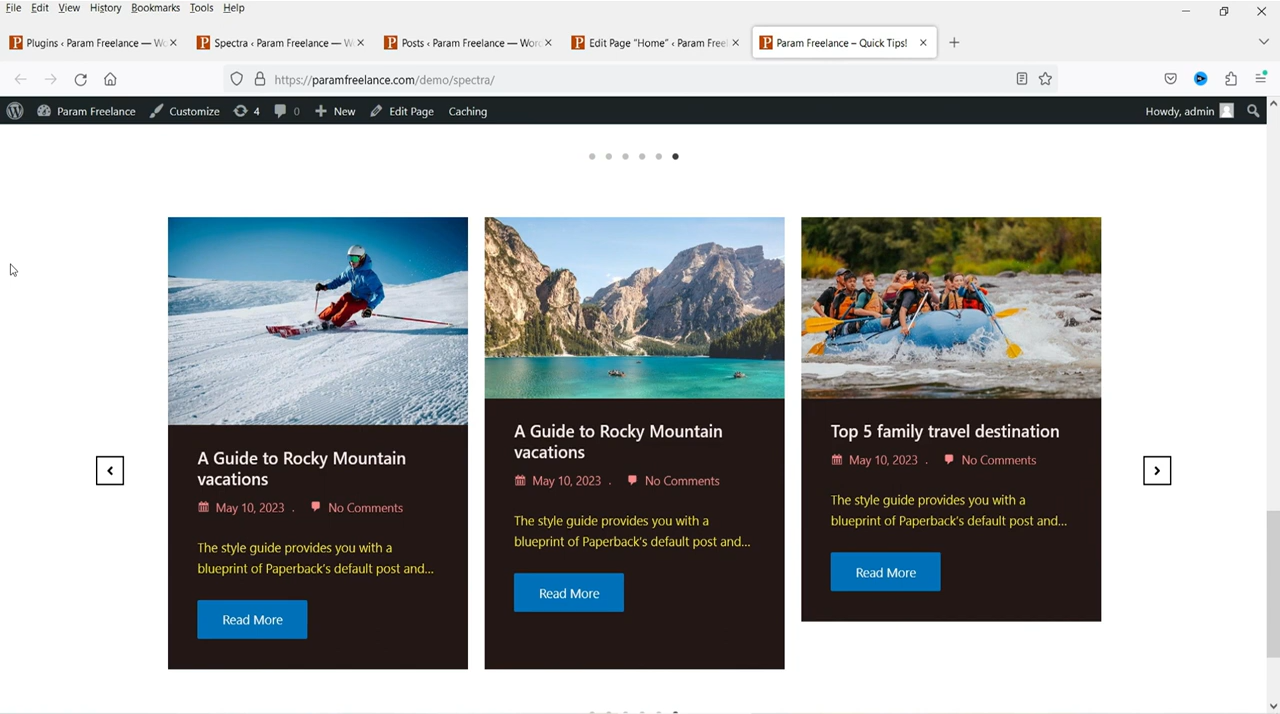 File Edit View History Bookmarks Tools Help
Plugins ‹ Param Freelance — Wo
Spectra ‹ Param Freelance — W
Posts ‹ Param Freelance — Wor
Edit Page "Home" ‹ Param Free
Param Freelance – Quick Tips!
https://paramfreelance.com/demo/spectra/
Param Freelance Customize 4 0 New Edit Page Caching Howdy, admin
A Guide to Rocky Mountain
vacations
May 10, 2023 . No Comments
The style guide provides you with a
blueprint of Paperback's default post and...
Read More
A Guide to Rocky Mountain
vacations
May 10, 2023 . No Comments
The style guide provides you with a
blueprint of Paperback's default post and...
Read More
Top 5 family travel destination
May 10, 2023 . No Comments
The style guide provides you with a
blueprint of Paperback's default post and...
Read More